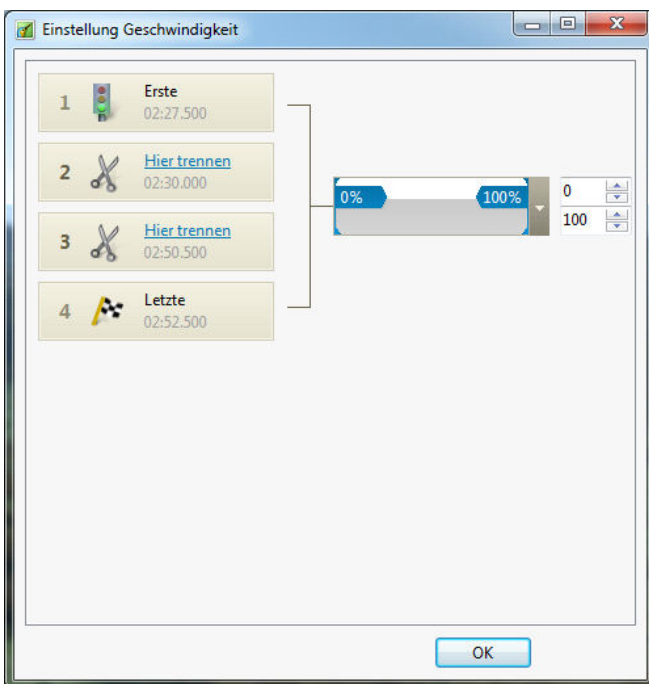 Einstellung Geschwindigkeit
1
Erste
02:27.500
2
Hier trennen
02:30.000
3
Hier trennen
02:50.500
4
Letzte
02:52.500
0%
100%
0
100
OK